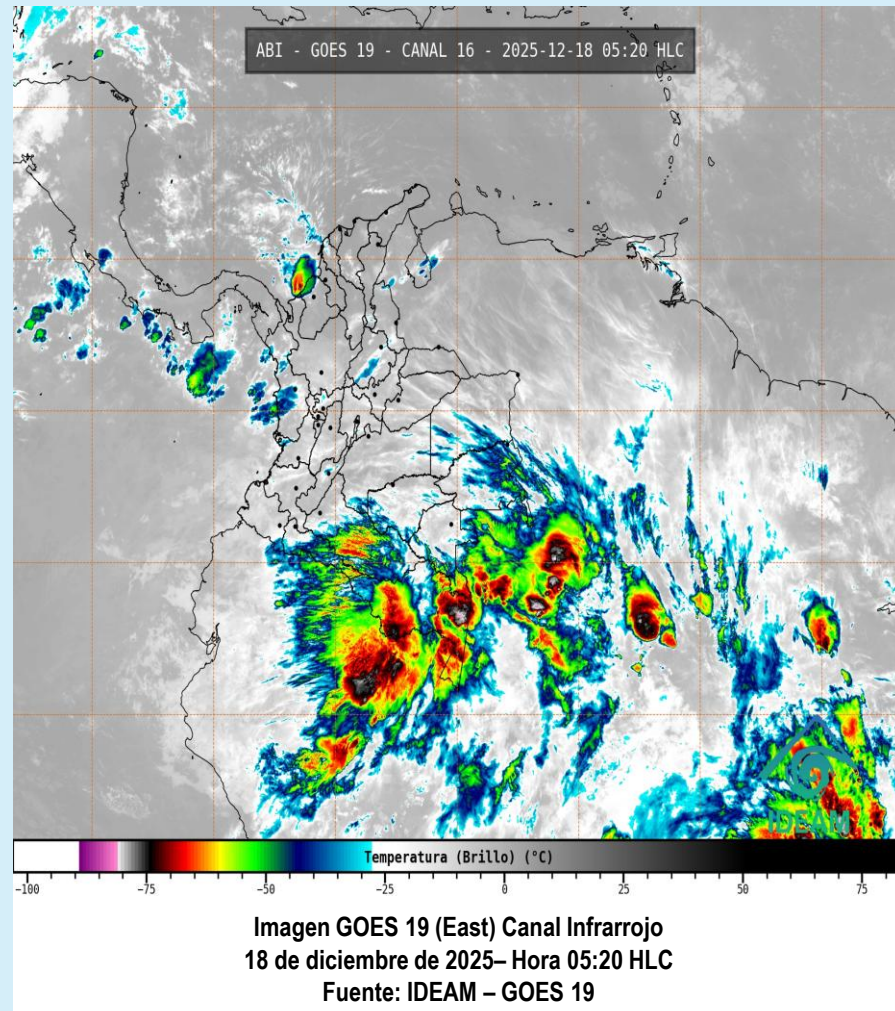 ABI - GOES 19 - CANAL 16 - 2025-12-18 05:20 HLC
IDEAM
Temperatura (Brillo) (°C)
−100 −75 −50 −25 0 25 50 75
Imagen GOES 19 (East) Canal Infrarrojo
18 de diciembre de 2025– Hora 05:20 HLC
Fuente: IDEAM – GOES 19